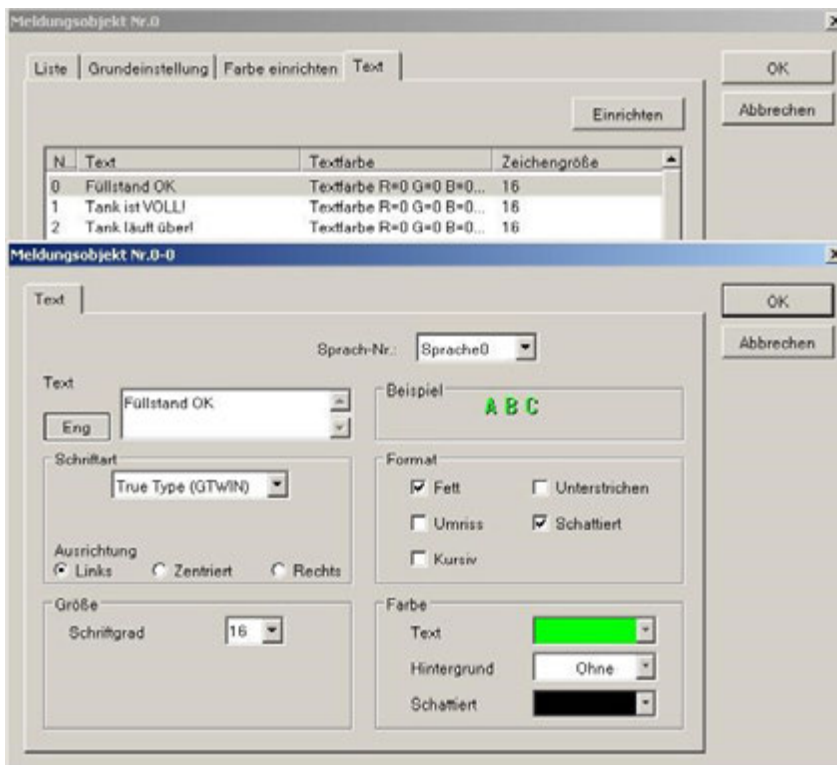 Meldungsobjekt Nr.0
Liste Grundeinstellung Farbe einrichten Text
OK
Abbrechen
Einrichten
N... Text Textfarbe Zeichengröße
0 Füllstand OK Textfarbe R=0 G=0 B=0... 16
1 Tank ist VOLL! Textfarbe R=0 G=0 B=0... 16
2 Tank läuft über! Textfarbe R=0 G=0 B=0... 16
Meldungsobjekt Nr.0-0
Text
OK
Abbrechen
Sprach-Nr.: Sprache0
Text
Füllstand OK
Eng
Beispiel
A B C
Schriftart
True Type (GTWIN)
Ausrichtung
Links Zentriert Rechts
Format
Fett Unterstrichen
Umriss Schattiert
Kursiv
Größe
Schriftgrad 16
Farbe
Text
Hintergrund Ohne
Schattiert